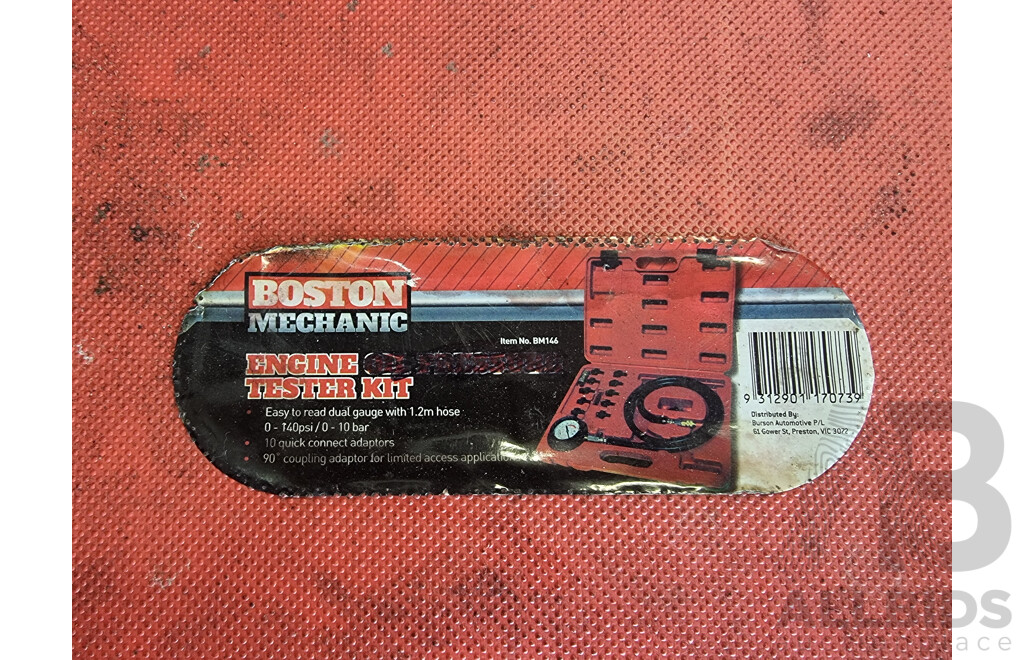 BOSTON
MECHANIC
Item No. BM146
ENGINE
TESTER KIT
• Easy to read dual gauge with 1.2m hose
0 - 140psi / 0 - 10 bar
• 10 quick connect adaptors
• 90° coupling adaptor for limited access
9 312901 170739
Distributed By:
Burson Automotive P/L
61 Gower St, Preston, VIC 3072
ALLBIDS